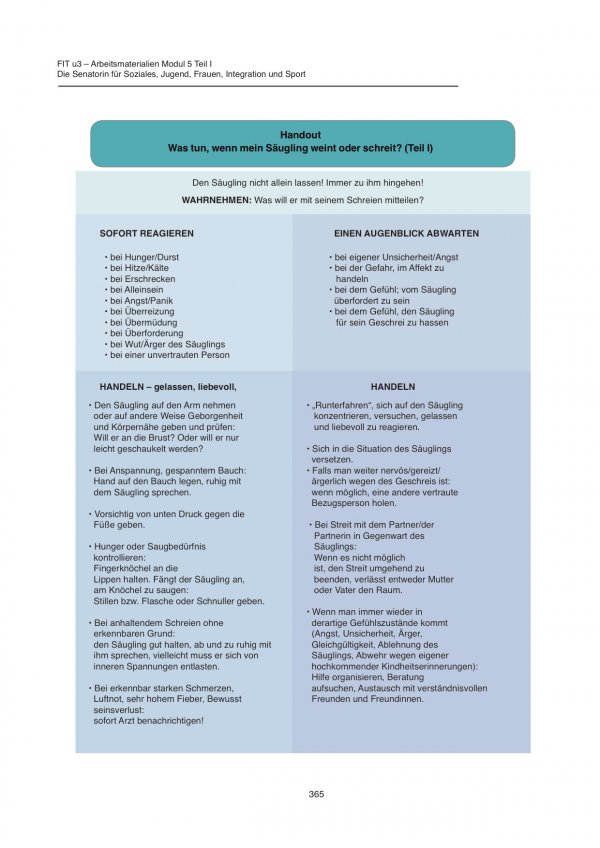 FIT u3 – Arbeitsmaterialien Modul 5 Teil I
Die Senatorin für Soziales, Jugend, Frauen, Integration und Sport
Handout
Was tun, wenn mein Säugling weint oder schreit? (Teil I)
Den Säugling nicht allein lassen! Immer zu ihm hingehen!
WAHRNEHMEN: Was will er mit seinem Schreien mitteilen?
SOFORT REAGIEREN
• bei Hunger/Durst
• bei Hitze/Kälte
• bei Erschrecken
• bei Alleinsein
• bei Angst/Panik
• bei Überreizung
• bei Übermüdung
• bei Überforderung
• bei Wut/Ärger des Säuglings
• bei einer unvertrauten Person
EINEN AUGENBLICK ABWARTEN
• bei eigener Unsicherheit/Angst
• bei der Gefahr, im Affekt zu
handeln
• bei dem Gefühl; vom Säugling
überfordert zu sein
• bei dem Gefühl, den Säugling
für sein Geschrei zu hassen
HANDELN – gelassen, liebevoll,
• Den Säugling auf den Arm nehmen
oder auf andere Weise Geborgenheit
und Körpernähe geben und prüfen:
Will er an die Brust? Oder will er nur
leicht geschaukelt werden?
• Bei Anspannung, gespanntem Bauch:
Hand auf den Bauch legen, ruhig mit
dem Säugling sprechen.
• Vorsichtig von unten Druck gegen die
Füße geben.
• Hunger oder Saugbedürfnis
kontrollieren:
Fingerknöchel an die
Lippen halten. Fängt der Säugling an,
am Knöchel zu saugen:
Stillen bzw. Flasche oder Schnuller geben.
• Bei anhaltendem Schreien ohne
erkennbaren Grund:
den Säugling gut halten, ab und zu ruhig mit
ihm sprechen, vielleicht muss er sich von
inneren Spannungen entlasten.
• Bei erkennbar starken Schmerzen,
Luftnot, sehr hohem Fieber, Bewusst
seinsverlust:
sofort Arzt benachrichtigen!
HANDELN
• „Runterfahren“, sich auf den Säugling
konzentrieren, versuchen, gelassen
und liebevoll zu reagieren.
• Sich in die Situation des Säuglings
versetzen.
• Falls man weiter nervös/gereizt/
ärgerlich wegen des Geschreis ist:
wenn möglich, eine andere vertraute
Bezugsperson holen.
• Bei Streit mit dem Partner/der
Partnerin in Gegenwart des
Säuglings:
Wenn es nicht möglich
ist, den Streit umgehend zu
beenden, verlässt entweder Mutter
oder Vater den Raum.
• Wenn man immer wieder in
derartige Gefühlszustände kommt
(Angst, Unsicherheit, Ärger,
Gleichgültigkeit, Ablehnung des
Säuglings, Abwehr wegen eigener
hochkommender Kindheitserinnerungen):
Hilfe organisieren, Beratung
aufsuchen, Austausch mit verständnisvollen
Freunden und Freundinnen.
365